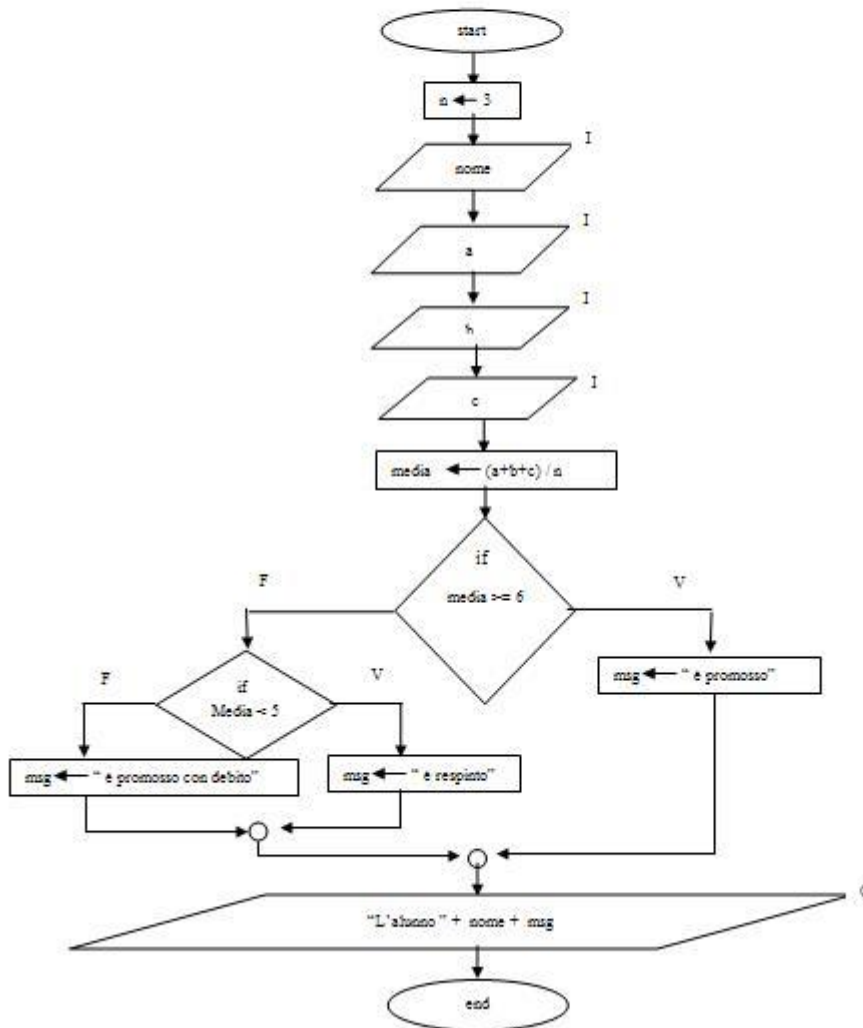 start
n ← 3
I
nome
I
a
I
b
I
c
media ← (a+b+c) / n
if
media >= 6
F
V
F
if
Media < 5
V
msg ← “ e promosso”
msg ← “ e promosso con debito”
msg ← “ e respinto”
“L’alunno ” + nome + msg
end